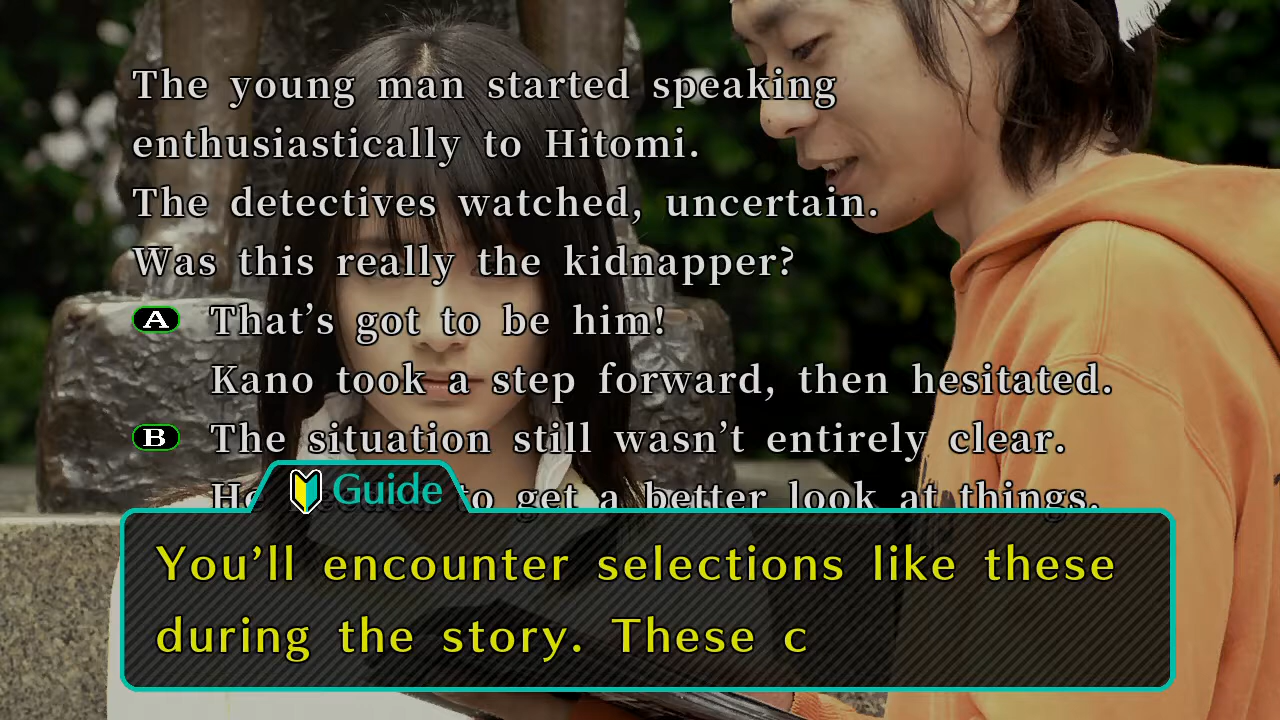 The young man started speaking
enthusiastically to Hitomi.
The detectives watched, uncertain.
Was this really the kidnapper?
A That's got to be him!
Kano took a step forward, then hesitated.
B The situation still wasn't entirely clear.
He needed to get a better look at things.
Guide
You'll encounter selections like these
during the story. These c